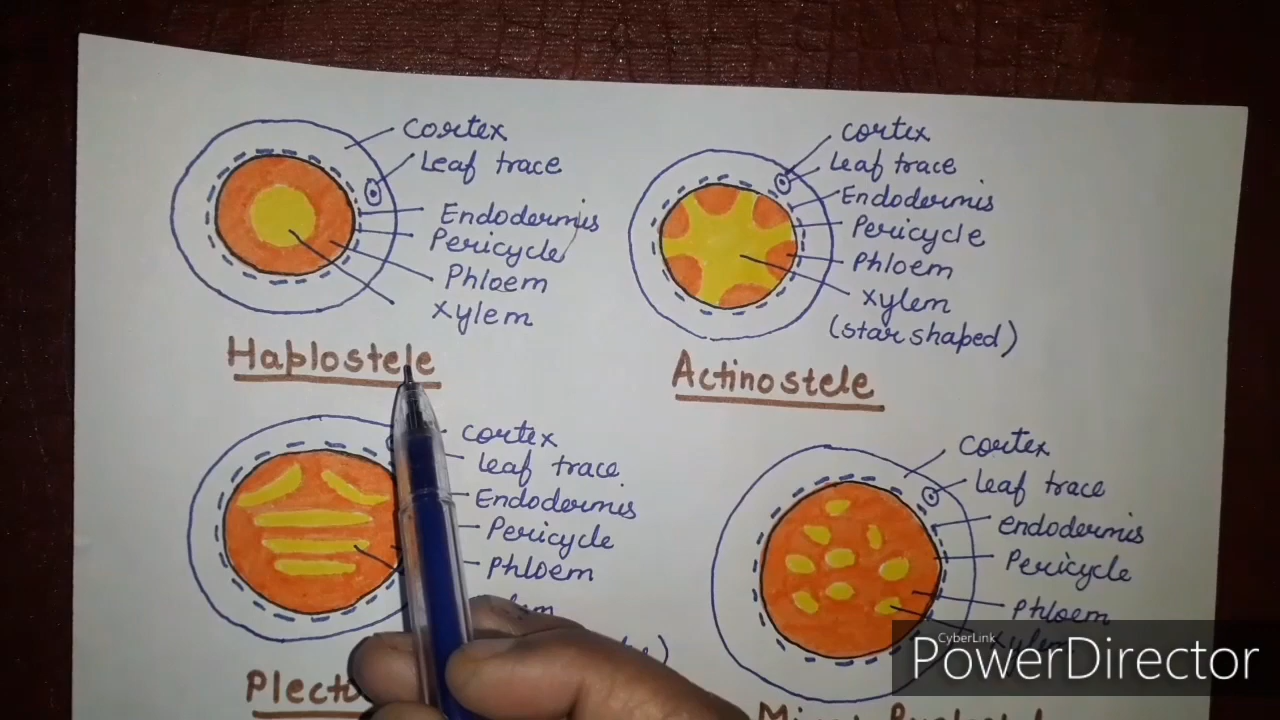 Cortex
Leaf trace
Endodermis
Pericycle
Phloem
Xylem
Haplostele
Cortex
Leaf trace
Endodermis
Pericycle
Phloem
Xylem
(star shaped)
Actinostele
Cortex
Leaf trace
Endodermis
Pericycle
Phloem
Cortex
Leaf trace
endodermis
Pericycle
Phloem
Xylem
CyberLink
PowerDirector